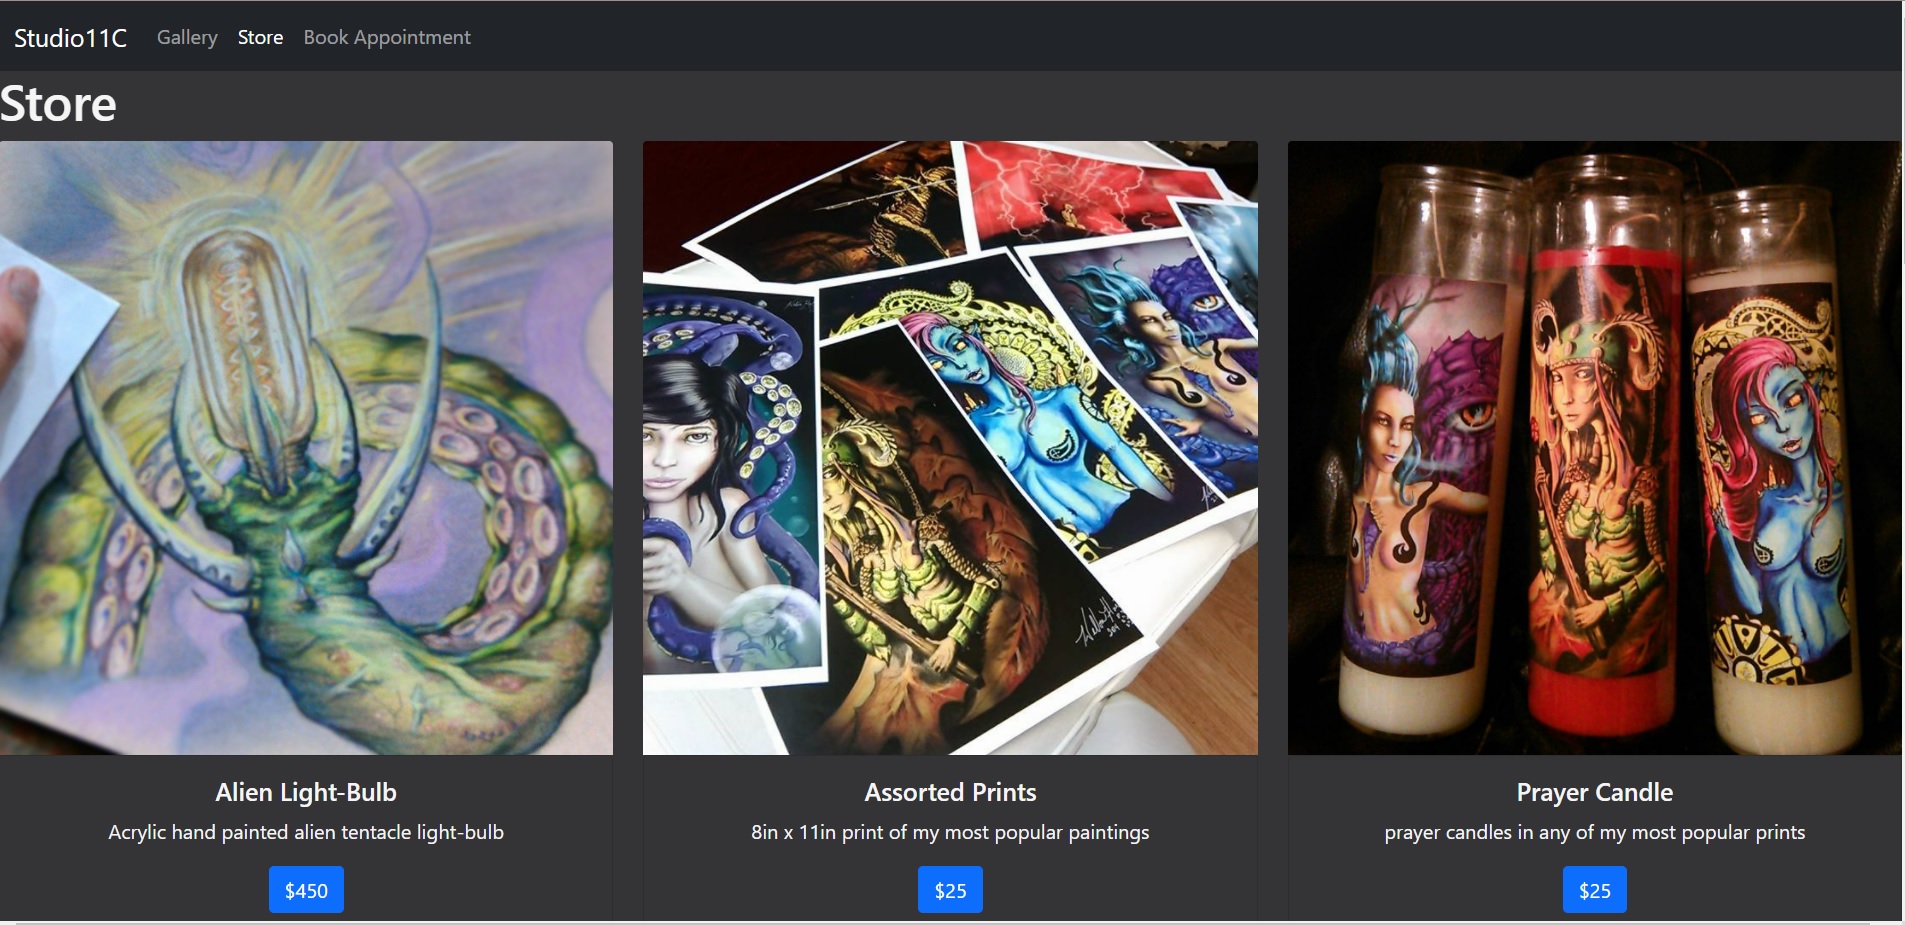 Studio11C Gallery Store Book Appointment
Store
Alien Light-Bulb
Acrylic hand painted alien tentacle light-bulb
$450
Assorted Prints
8in x 11in print of my most popular paintings
$25
Prayer Candle
prayer candles in any of my most popular prints
$25